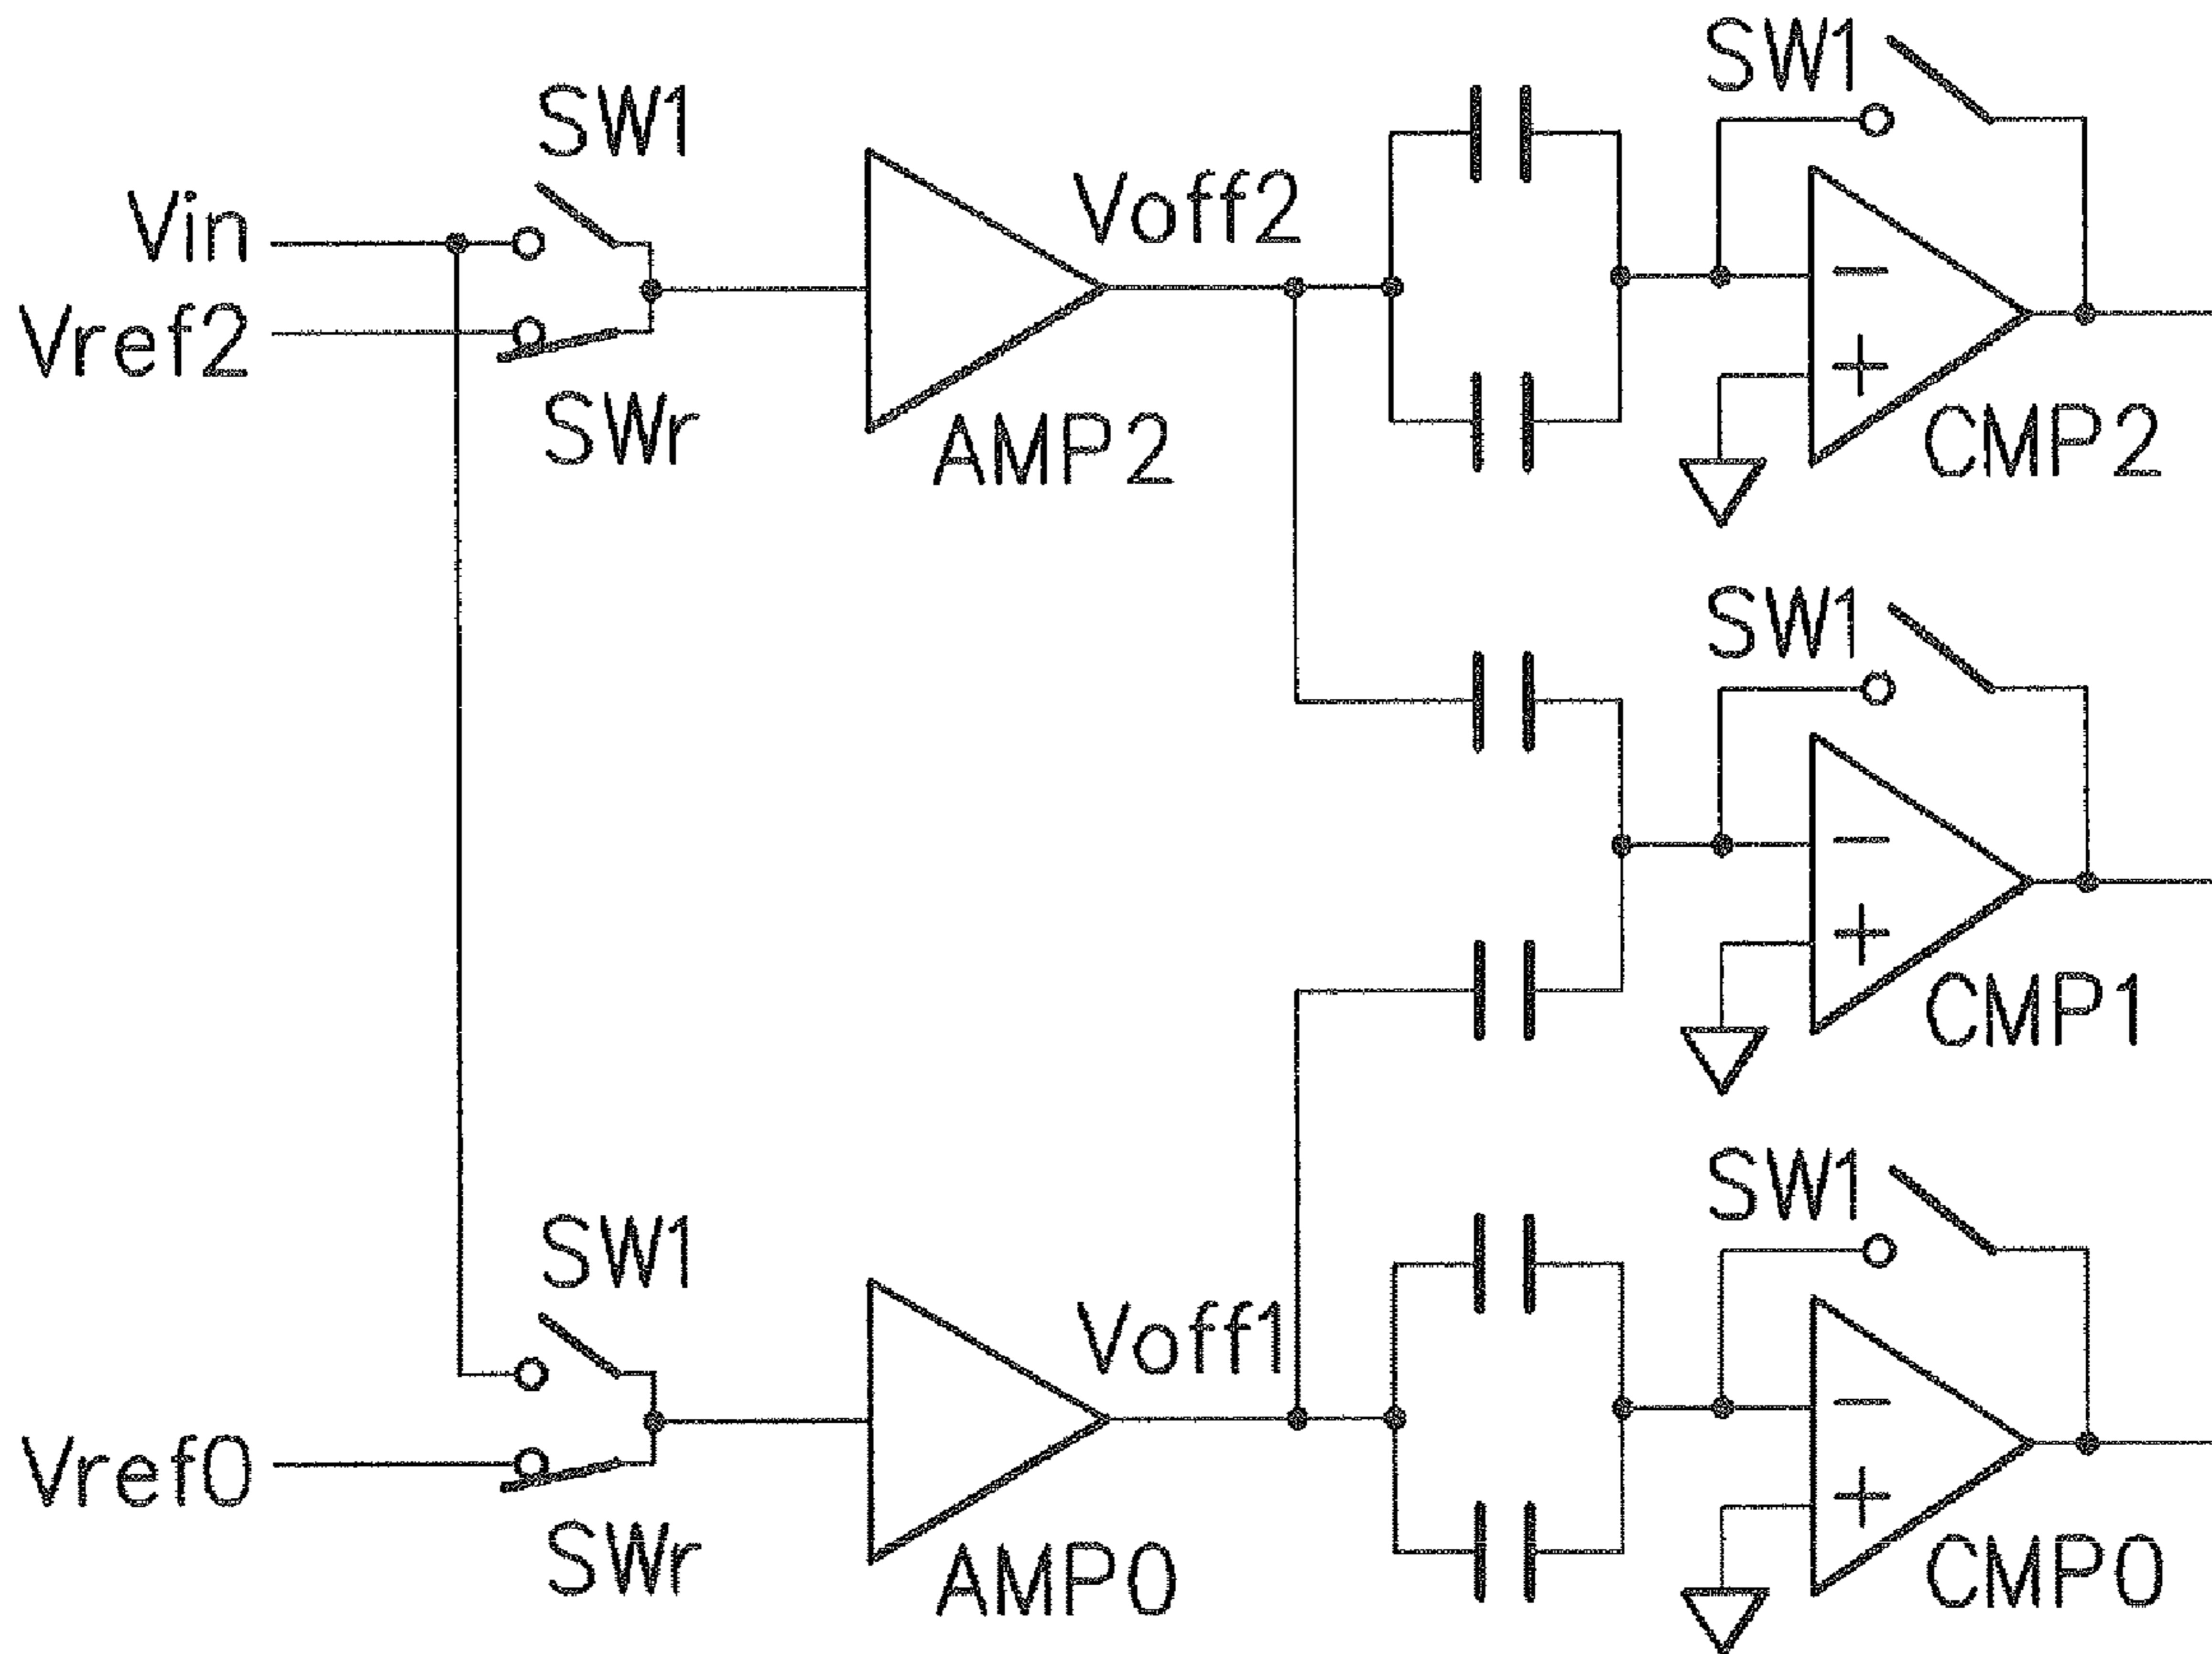 SW1
SW1
Vin
Voff2
−
Vref2
+
SWr
AMP2
CMP2
SW1
−
+
CMP1
SW1
SW1
Voff1
−
Vref0
+
SWr
AMP0
CMP0